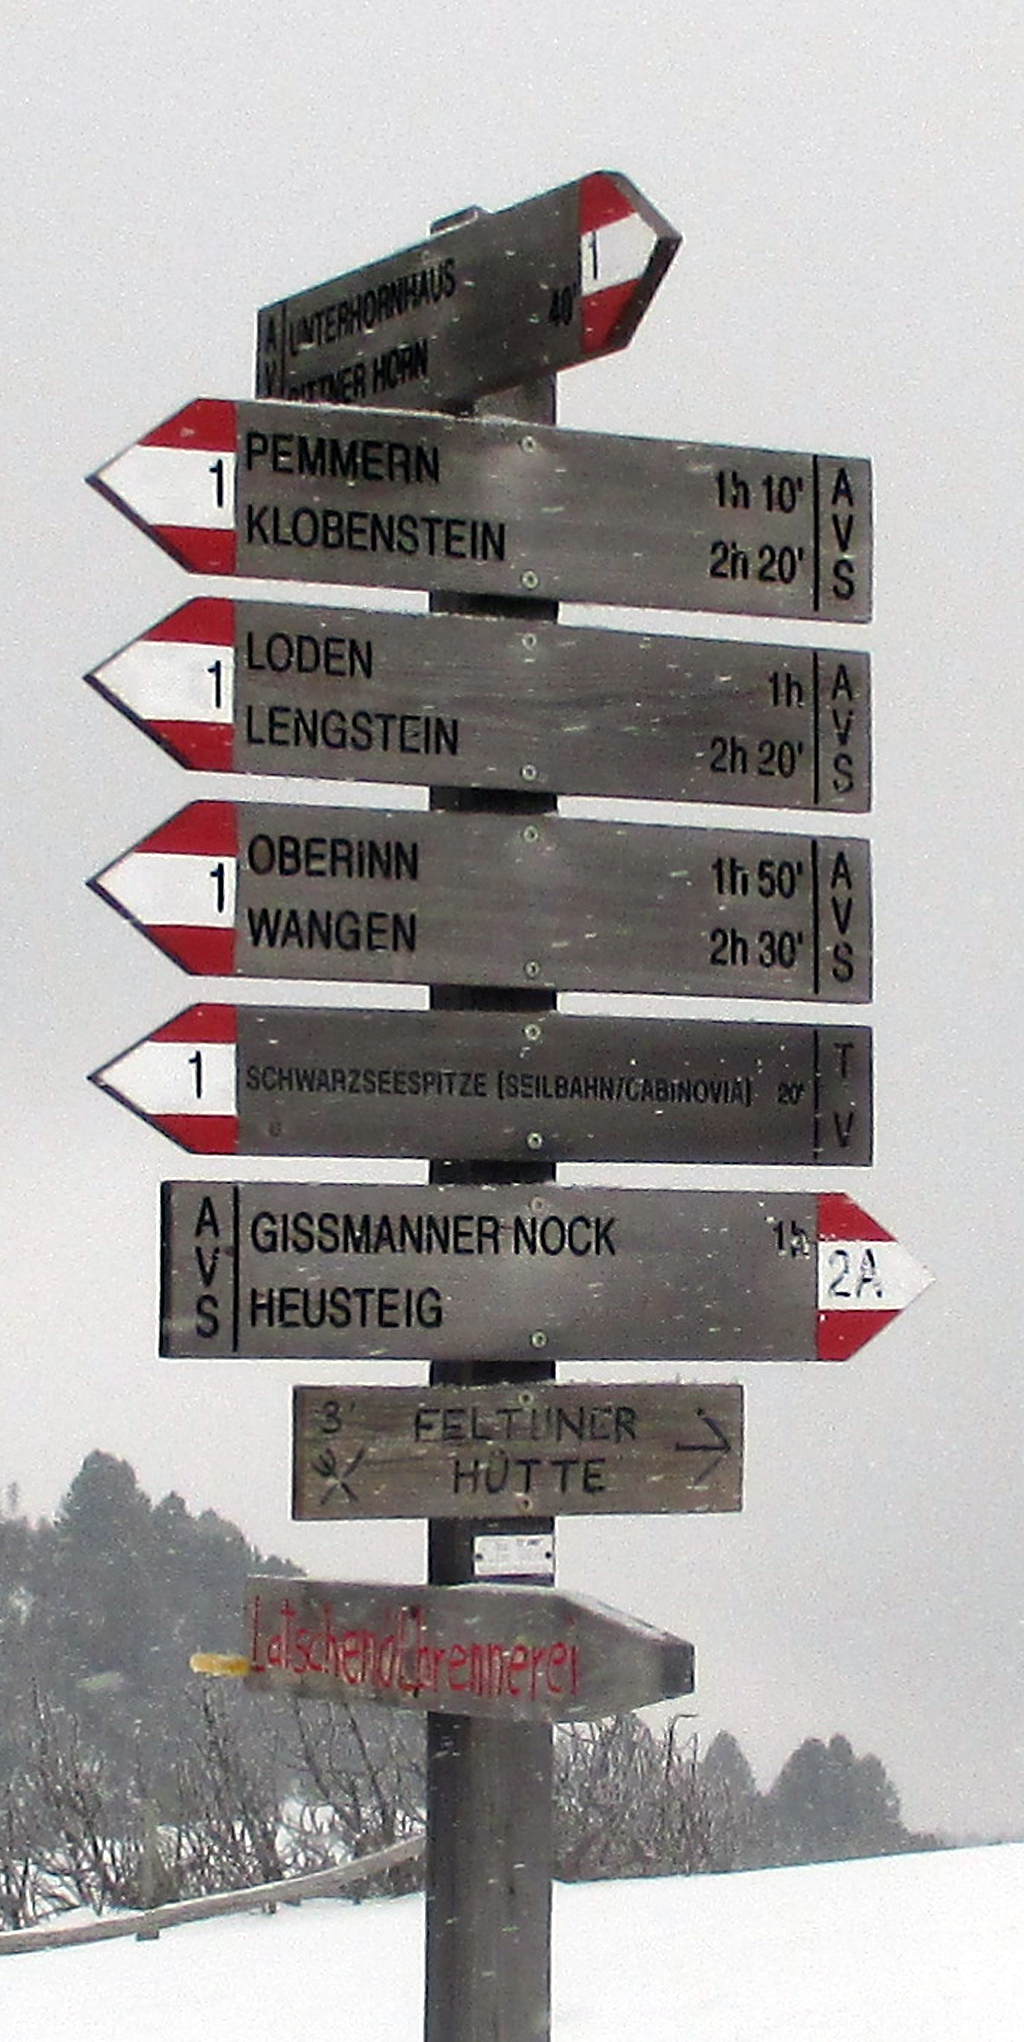 AV UNTERHORNHAUS 1
RITTNER HORN 40'
1 PEMMERN 1h 10' AVS
KLOBENSTEIN 2h 20'
1 LODEN 1h AVS
LENGSTEIN 2h 20'
1 OBERINN 1h 50' AVS
WANGEN 2h 30'
1 SCHWARZSEESPITZE (SEILBAHN/CABINOVIA) 20' TV
AVS GISSMANNER NOCK 1h 2A
HEUSTEIG
3' FELTUNER
HÜTTE
Latschenölbrennerei